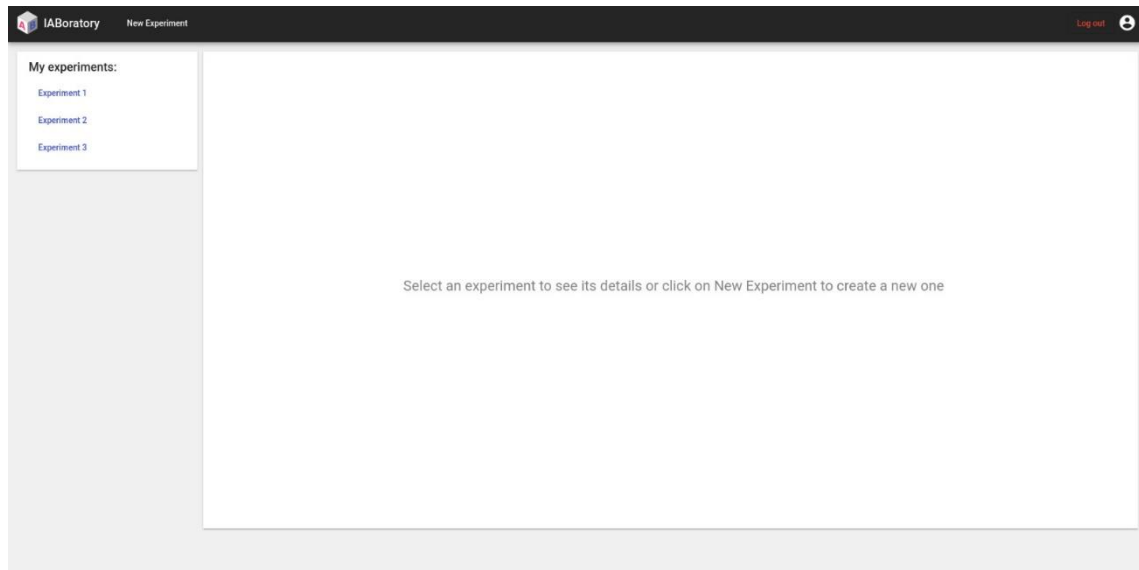 IABoratory
New Experiment
Log out
My experiments:
Experiment 1
Experiment 2
Experiment 3
Select an experiment to see its details or click on New Experiment to create a new one